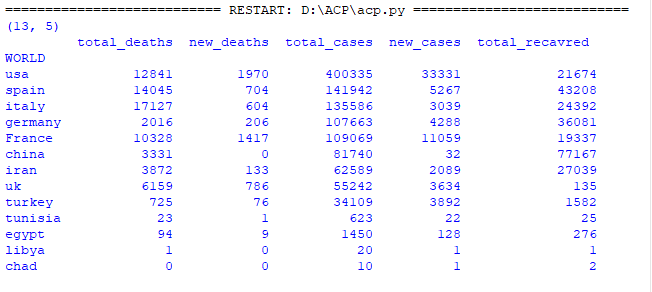 ============================ RESTART: D:\ACP\acp.py ============================
(13, 5)
total_deaths new_deaths total_cases new_cases total_recavred
WORLD
usa 12841 1970 400335 33331 21674
spain 14045 704 141942 5267 43208
italy 17127 604 135586 3039 24392
germany 2016 206 107663 4288 36081
France 10328 1417 109069 11059 19337
china 3331 0 81740 32 77167
iran 3872 133 62589 2089 27039
uk 6159 786 55242 3634 135
turkey 725 76 34109 3892 1582
tunisia 23 1 623 22 25
egypt 94 9 1450 128 276
libya 1 0 20 1 1
chad 0 0 10 1 2